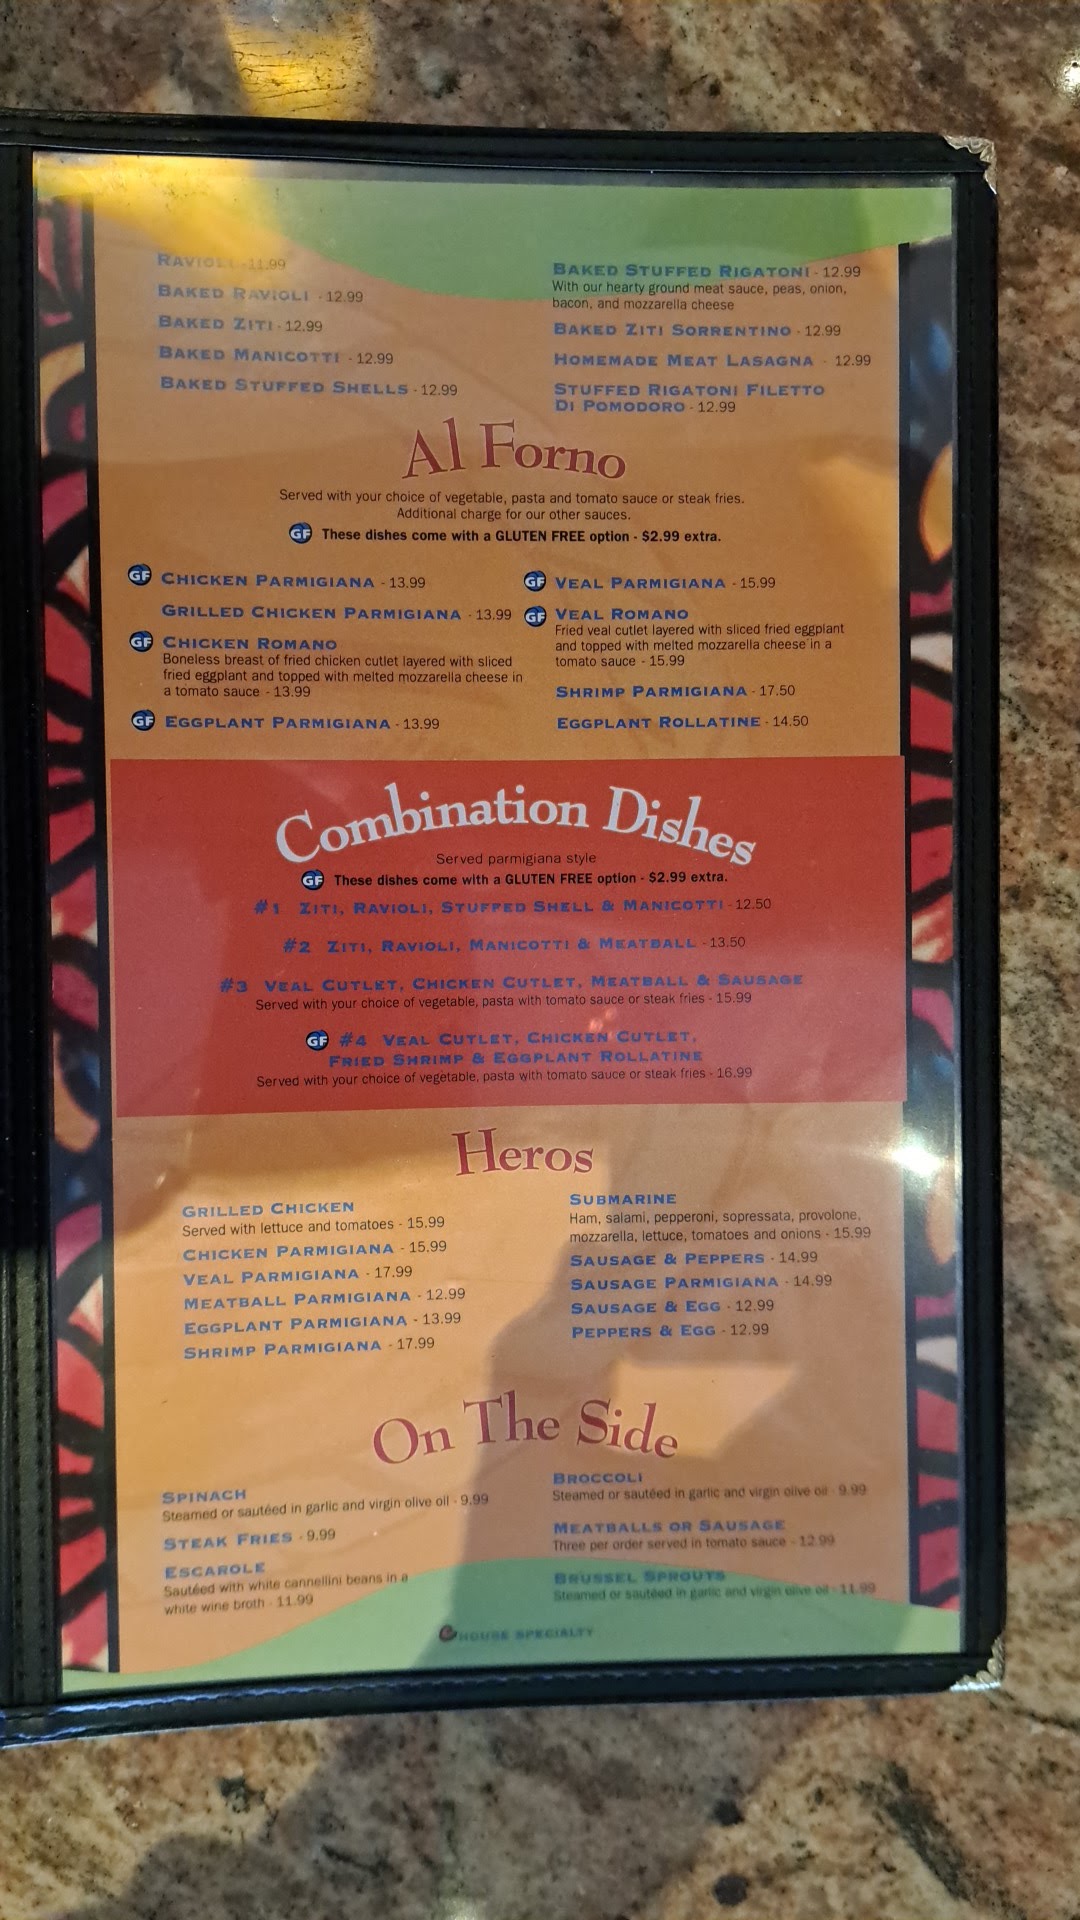 RAVIOLI - 11.99
BAKED RAVIOLI - 12.99
BAKED ZITI - 12.99
BAKED MANICOTTI - 12.99
BAKED STUFFED SHELLS - 12.99
BAKED STUFFED RIGATONI - 12.99
With our hearty ground meat sauce, peas, onion,
bacon, and mozzarella cheese
BAKED ZITI SORRENTINO - 12.99
HOMEMADE MEAT LASAGNA - 12.99
STUFFED RIGATONI FILETTO
DI POMODORO - 12.99
Al Forno
Served with your choice of vegetable, pasta and tomato sauce or steak fries.
Additional charge for our other sauces.
GF These dishes come with a GLUTEN FREE option - $2.99 extra.
GF CHICKEN PARMIGIANA - 13.99
GRILLED CHICKEN PARMIGIANA - 13.99
GF CHICKEN ROMANO
Boneless breast of fried chicken cutlet layered with sliced
fried eggplant and topped with melted mozzarella cheese in
a tomato sauce - 13.99
GF EGGPLANT PARMIGIANA - 13.99
GF VEAL PARMIGIANA - 15.99
GF VEAL ROMANO
Fried veal cutlet layered with sliced fried eggplant
and topped with melted mozzarella cheese in a
tomato sauce - 15.99
SHRIMP PARMIGIANA - 17.50
EGGPLANT ROLLATINE - 14.50
Combination Dishes
Served parmigiana style
GF These dishes come with a GLUTEN FREE option - $2.99 extra.
#1 ZITI, RAVIOLI, STUFFED SHELL & MANICOTTI - 12.50
#2 ZITI, RAVIOLI, MANICOTTI & MEATBALL - 13.50
#3 VEAL CUTLET, CHICKEN CUTLET, MEATBALL & SAUSAGE
Served with your choice of vegetable, pasta with tomato sauce or steak fries - 15.99
GF #4 VEAL CUTLET, CHICKEN CUTLET,
FRIED SHRIMP & EGGPLANT ROLLATINE
Served with your choice of vegetable, pasta with tomato sauce or steak fries - 16.99
Heros
GRILLED CHICKEN
Served with lettuce and tomatoes - 15.99
CHICKEN PARMIGIANA - 15.99
VEAL PARMIGIANA - 17.99
MEATBALL PARMIGIANA - 12.99
EGGPLANT PARMIGIANA - 13.99
SHRIMP PARMIGIANA - 17.99
SUBMARINE
Ham, salami, pepperoni, sopressata, provolone,
mozzarella, lettuce, tomatoes and onions - 15.99
SAUSAGE & PEPPERS - 14.99
SAUSAGE PARMIGIANA - 14.99
SAUSAGE & EGG - 12.99
PEPPERS & EGG - 12.99
On The Side
SPINACH
Steamed or sautéed in garlic and virgin olive oil - 9.99
STEAK FRIES - 9.99
ESCAROLE
Sautéed with white cannellini beans in a
white wine broth - 11.99
BROCCOLI
Steamed or sautéed in garlic and virgin olive oil - 9.99
MEATBALLS OR SAUSAGE
Three per order served in tomato sauce - 12.99
BRUSSEL SPROUTS
Steamed or sautéed in garlic and virgin olive oil - 11.99
HOUSE SPECIALTY